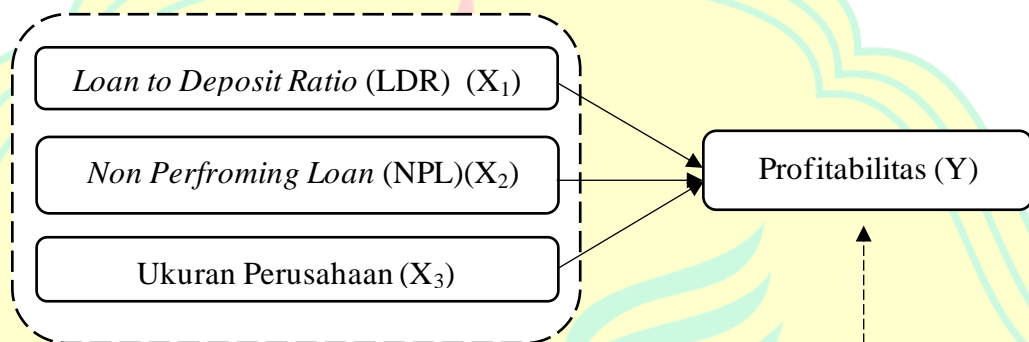 Loan to Deposit Ratio (LDR) (X₁)
Non Perfroming Loan (NPL)(X₂)
Profitabilitas (Y)
Ukuran Perusahaan (X₃)